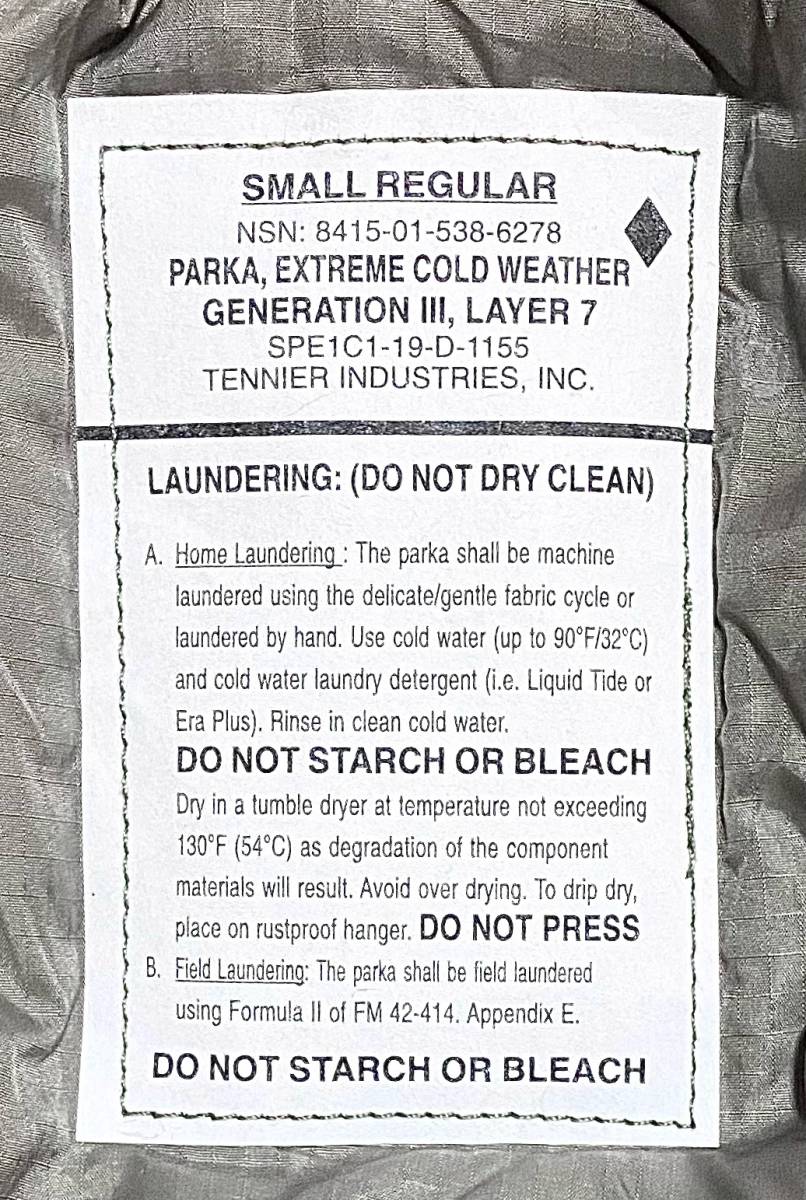 SMALL REGULAR
NSN: 8415-01-538-6278
PARKA, EXTREME COLD WEATHER
GENERATION III, LAYER 7
SPE1C1-19-D-1155
TENNIER INDUSTRIES, INC.
LAUNDERING: (DO NOT DRY CLEAN)
A. Home Laundering : The parka shall be machine
laundered using the delicate/gentle fabric cycle or
laundered by hand. Use cold water (up to 90°F/32°C)
and cold water laundry detergent (i.e. Liquid Tide or
Era Plus). Rinse in clean cold water.
DO NOT STARCH OR BLEACH
Dry in a tumble dryer at temperature not exceeding
130°F (54°C) as degradation of the component
materials will result. Avoid over drying. To drip dry,
place on rustproof hanger. DO NOT PRESS
B. Field Laundering: The parka shall be field laundered
using Formula II of FM 42-414. Appendix E.
DO NOT STARCH OR BLEACH